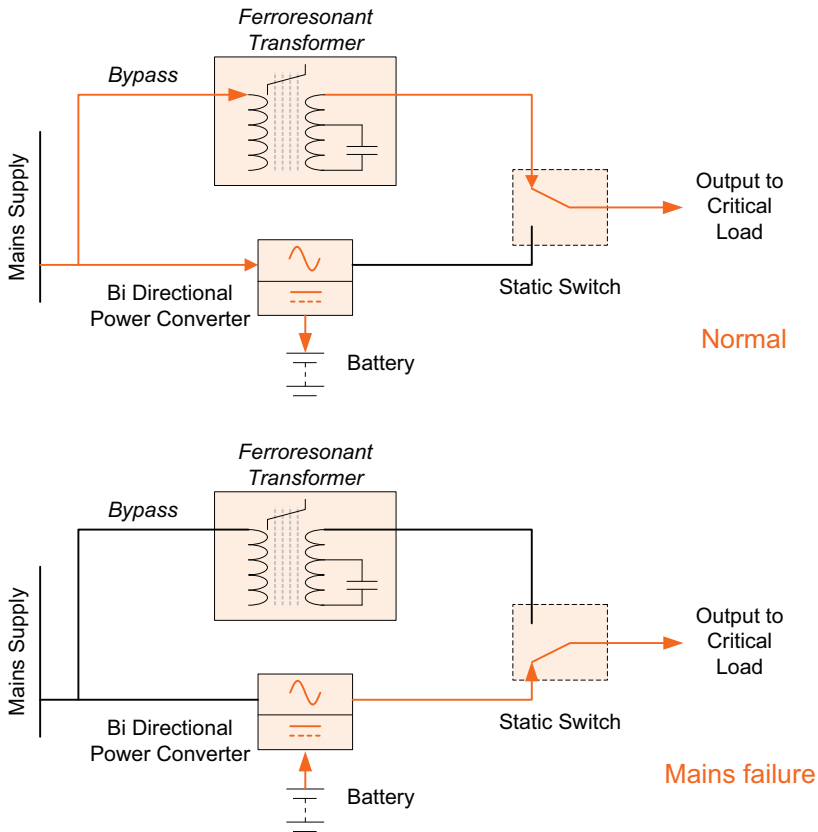 Ferroresonant
Transformer
Bypass
Mains Supply
Output to
Critical
Load
Bi Directional
Power Converter
Static Switch
Normal
Battery
Ferroresonant
Transformer
Bypass
Mains Supply
Output to
Critical
Load
Bi Directional
Power Converter
Static Switch
Mains failure
Battery